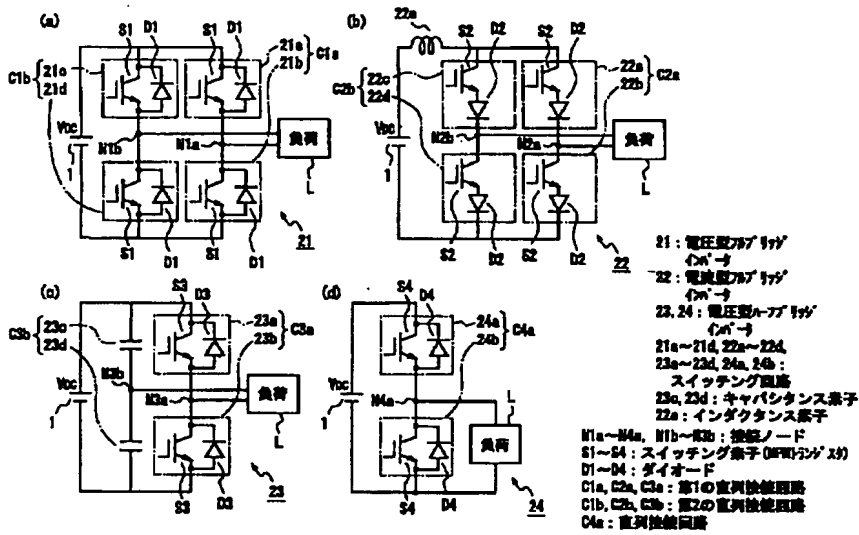 (a)
S1
D1
S1
D1
21a
21b
C1a
C1b
21c
21d
VDC
1
N1b
N1a
負荷
L
S1
D1
S1
D1
21
(b)
22e
S2
D2
S2
D2
22a
22b
C2a
C2b
22c
22d
VDC
1
N2b
N2a
負荷
L
S2
D2
S2
D2
22
(c)
S3
D3
23a
23b
C3a
C3b
23c
23d
VDC
1
N3b
N3a
負荷
L
S3
D3
23
(d)
S4
D4
24a
24b
C4a
VDC
1
N4a
負荷
L
S4
D4
24
21：電圧型フルブリッジ
インバータ
22：電流型フルブリッジ
インバータ
23, 24：電圧型ハーフブリッジ
インバータ
21a～21d, 22a～22d,
23a～23d, 24a, 24b：
スイッチング回路
23c, 23d：キャパシタンス素子
22e：インダクタンス素子
N1a～N4a, N1b～N3b：接続ノード
S1～S4：スイッチング素子(NPNトランジスタ)
D1～D4：ダイオード
C1a, C2a, C3a：第1の直列接続回路
C1b, C2b, C3b：第2の直列接続回路
C4a：直列接続回路